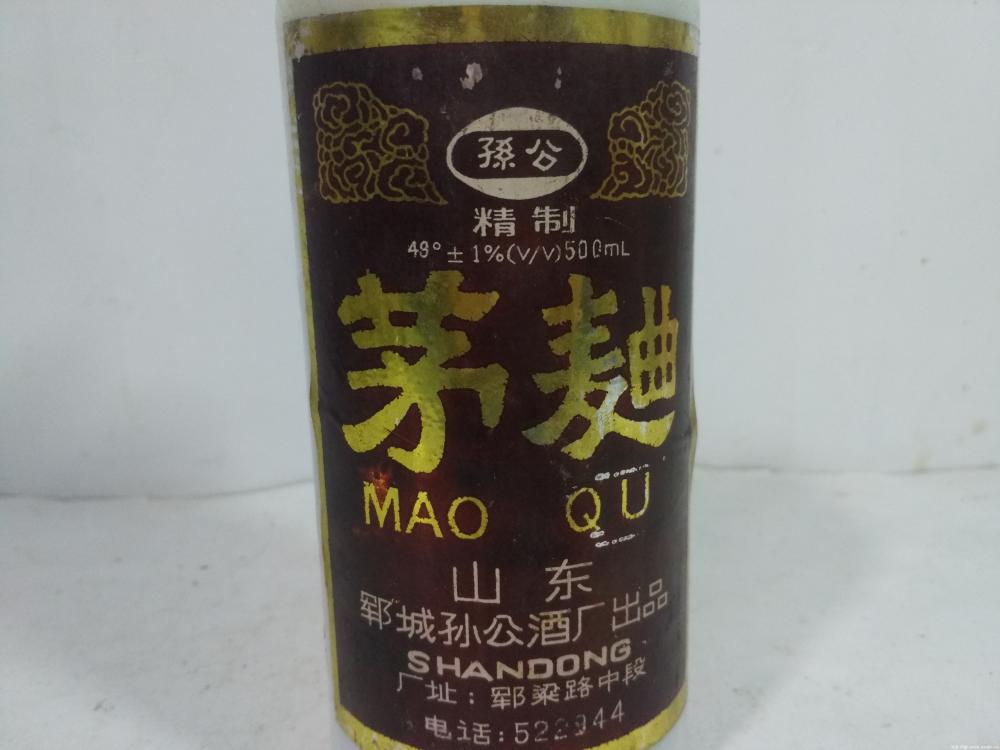 孫公
精制
48°±1%(V/V)500mL
茅麯
MAO QU
山东
郓城孙公酒厂出品
SHANDONG
厂址:郓梁路中段
电话:522944